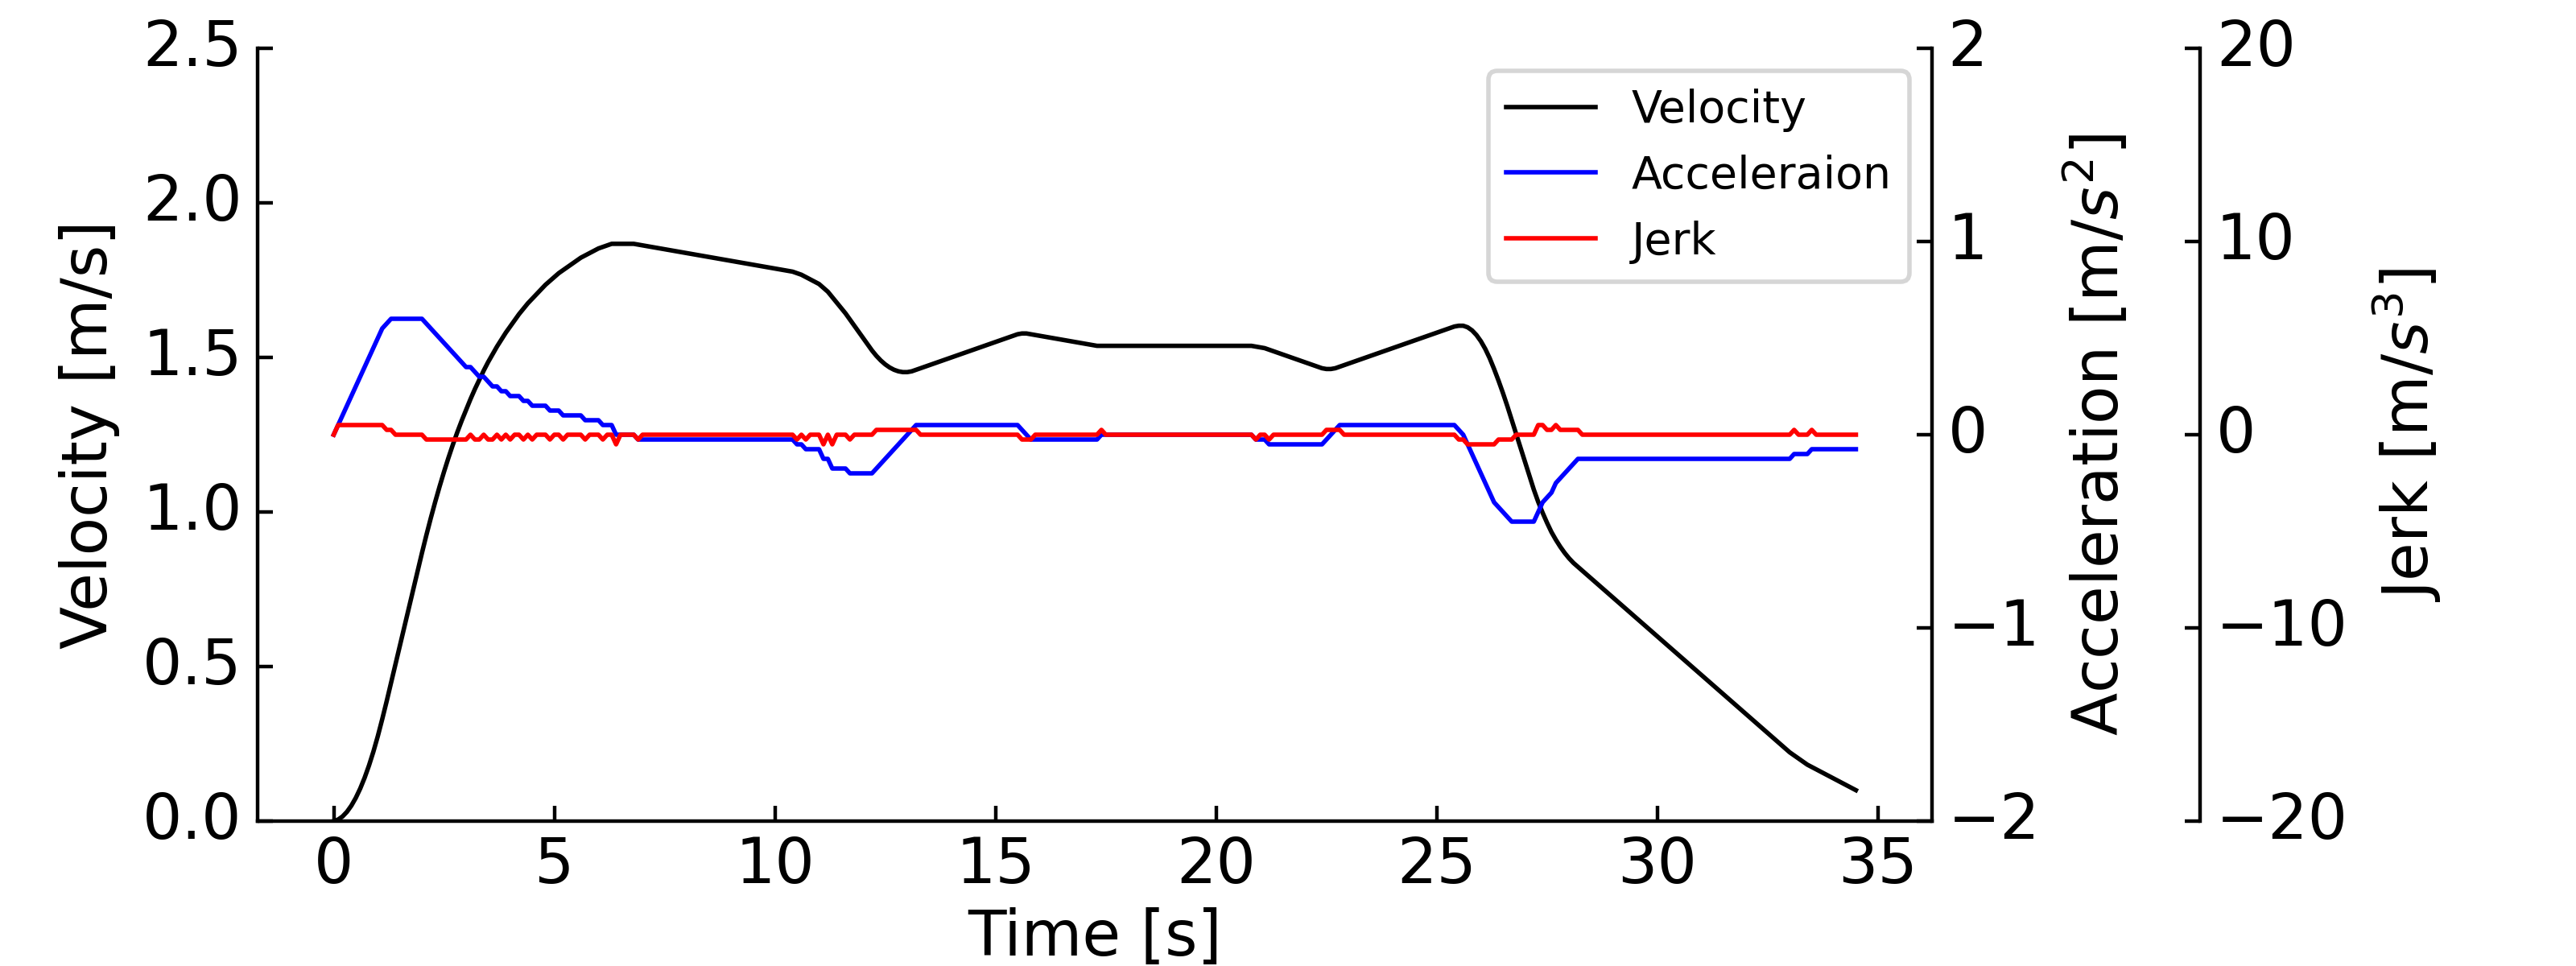 2.5
2.0
1.5
1.0
0.5
0.0
Velocity [m/s]
0 5 10 15 20 25 30 35
Time [s]
Velocity
Acceleraion
Jerk
2
1
0
−1
−2
Acceleration [m/s²]
20
10
0
−10
−20
Jerk [m/s³]